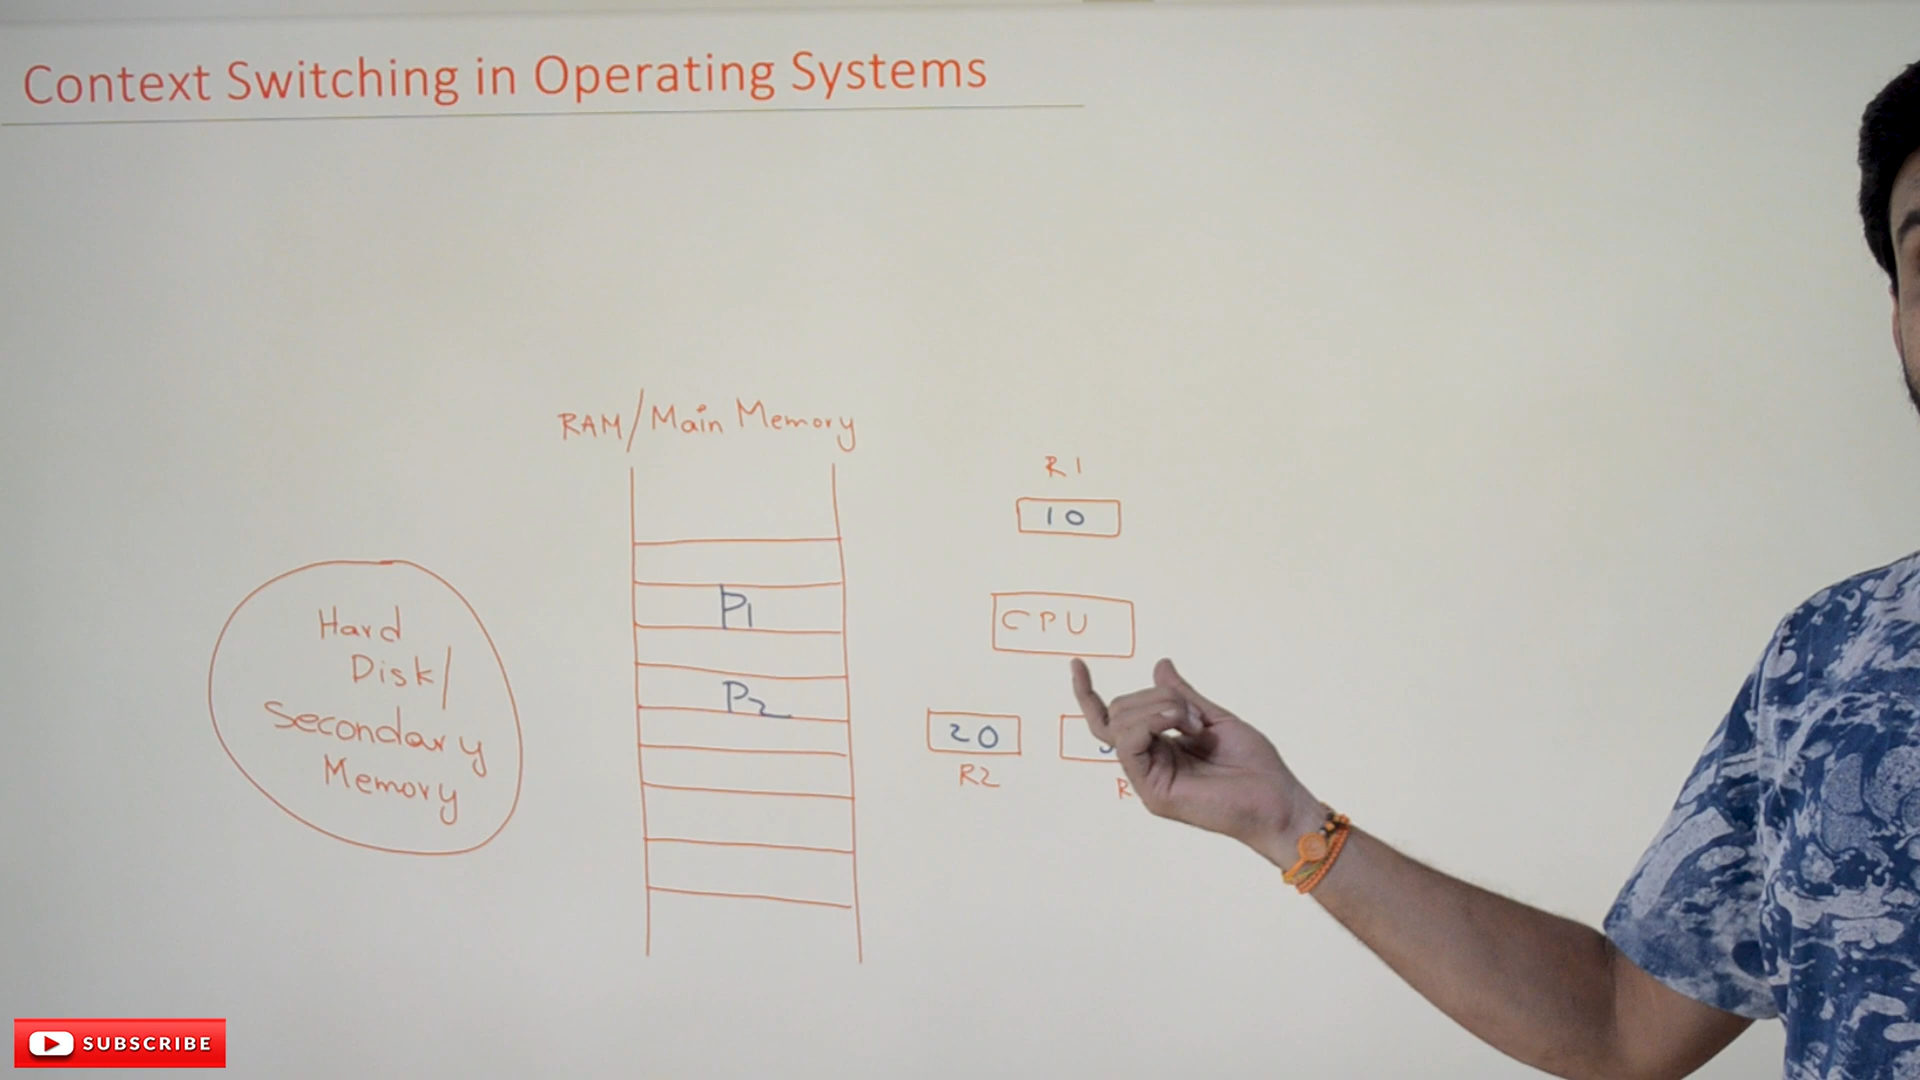 Context Switching in Operating Systems
RAM/Main Memory
R1
10
CPU
P1
P2
20
R2
R
Hard
Disk/
Secondary
Memory
SUBSCRIBE